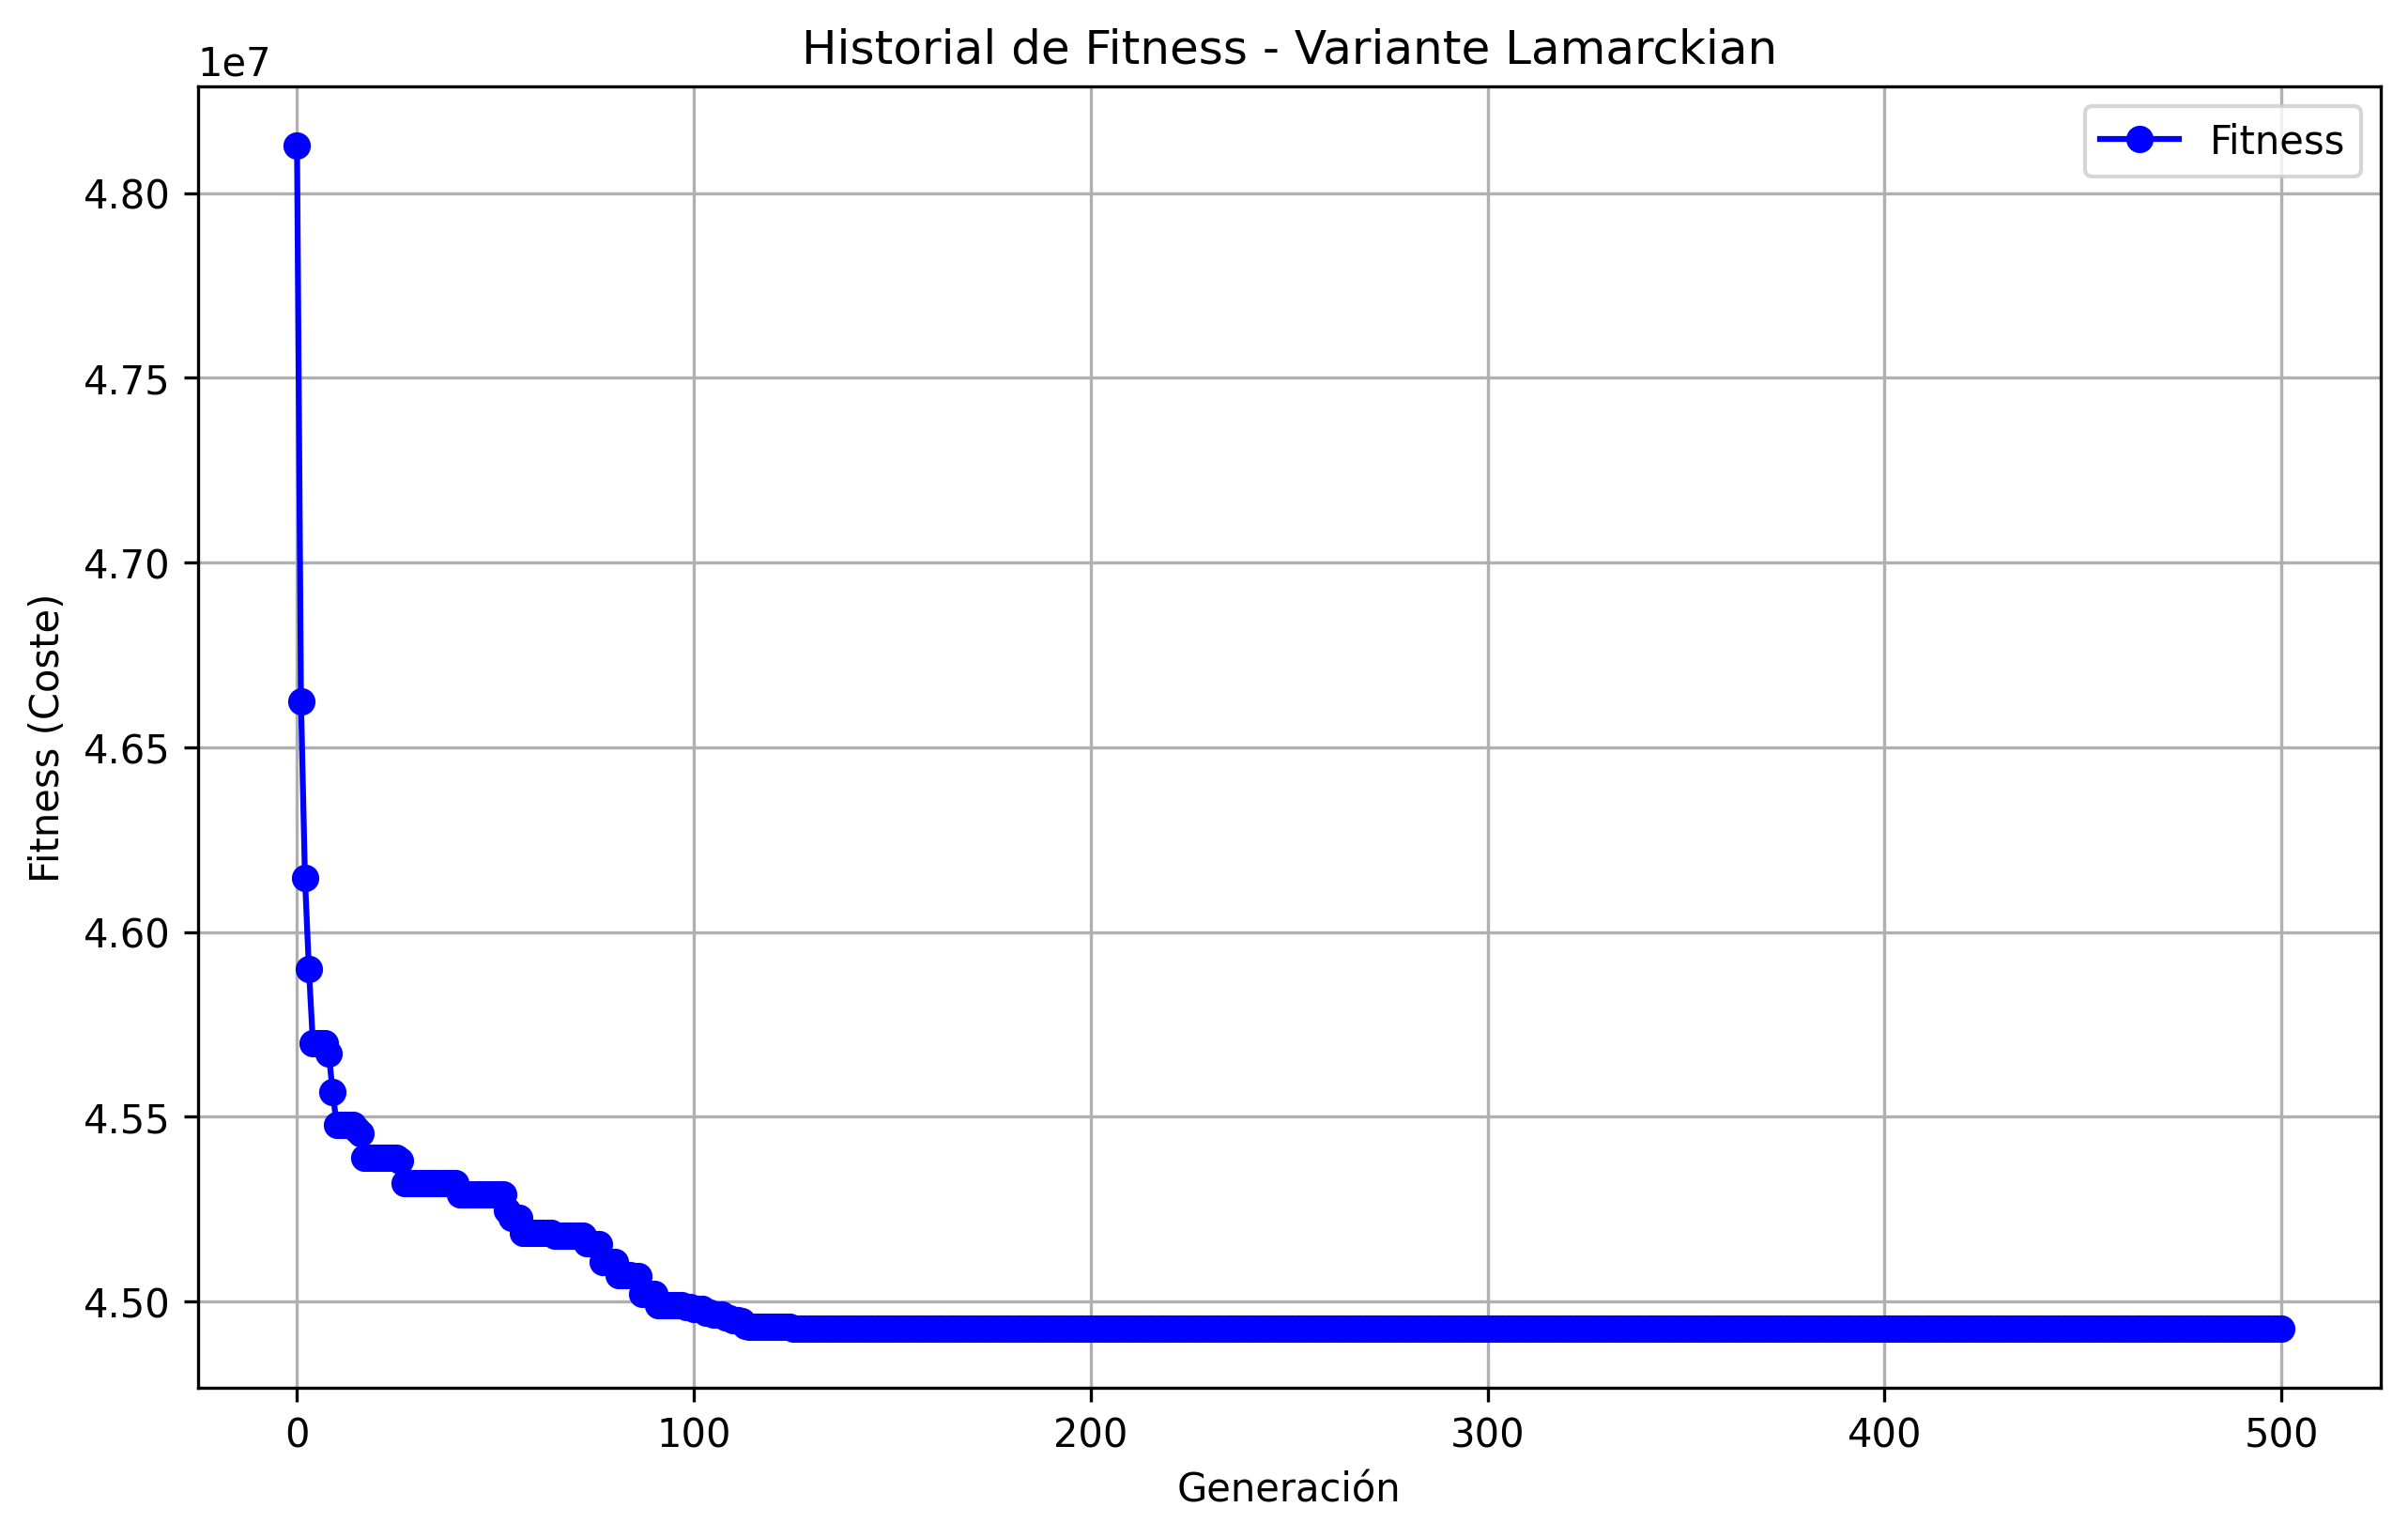 Historial de Fitness - Variante Lamarckian
1e7
Fitness
4.80
4.75
4.70
4.65
4.60
4.55
4.50
Fitness (Coste)
0 100 200 300 400 500
Generación